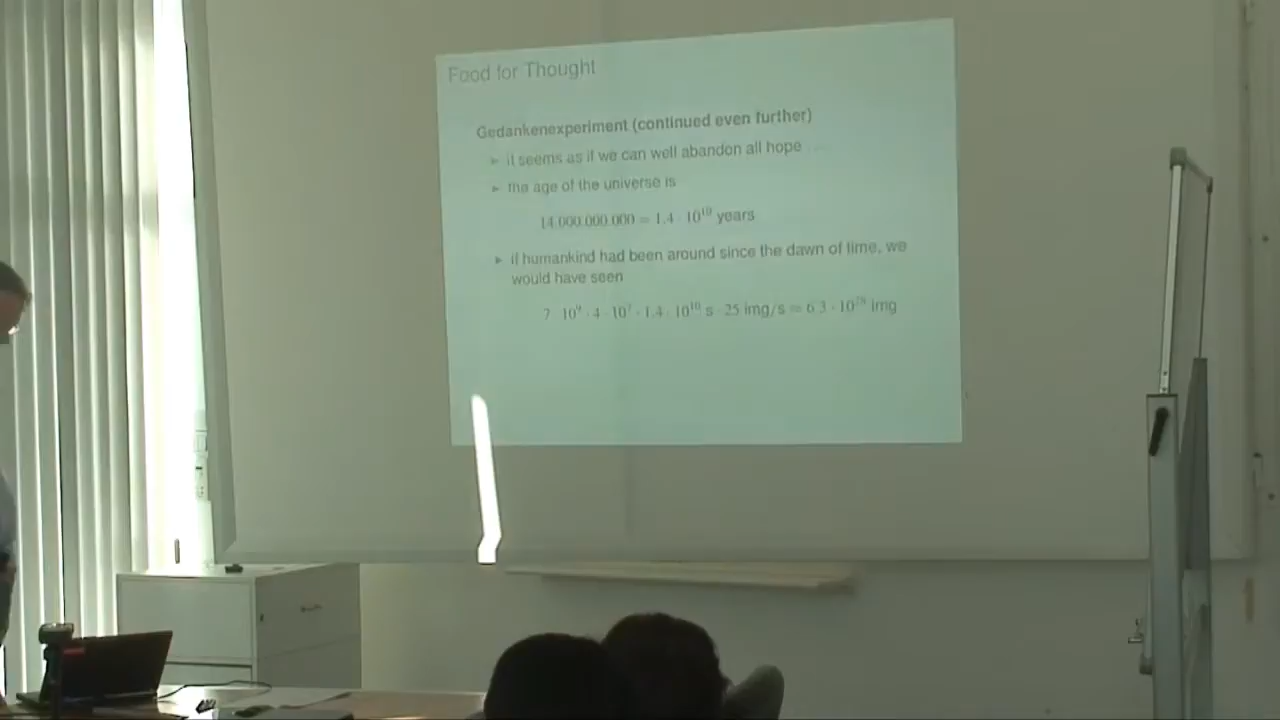 Food for Thought
Gedankenexperiment (continued even further)
► it seems as if we can well abandon all hope ...
► the age of the universe is
14.000.000.000 = 1.4 · 10¹⁰ years
► if humankind had been around since the dawn of time, we
would have seen
7 · 10⁹ · 4 · 10⁷ · 1.4 · 10¹⁰ s · 25 img/s ≈ 6.3 · 10²⁸ img